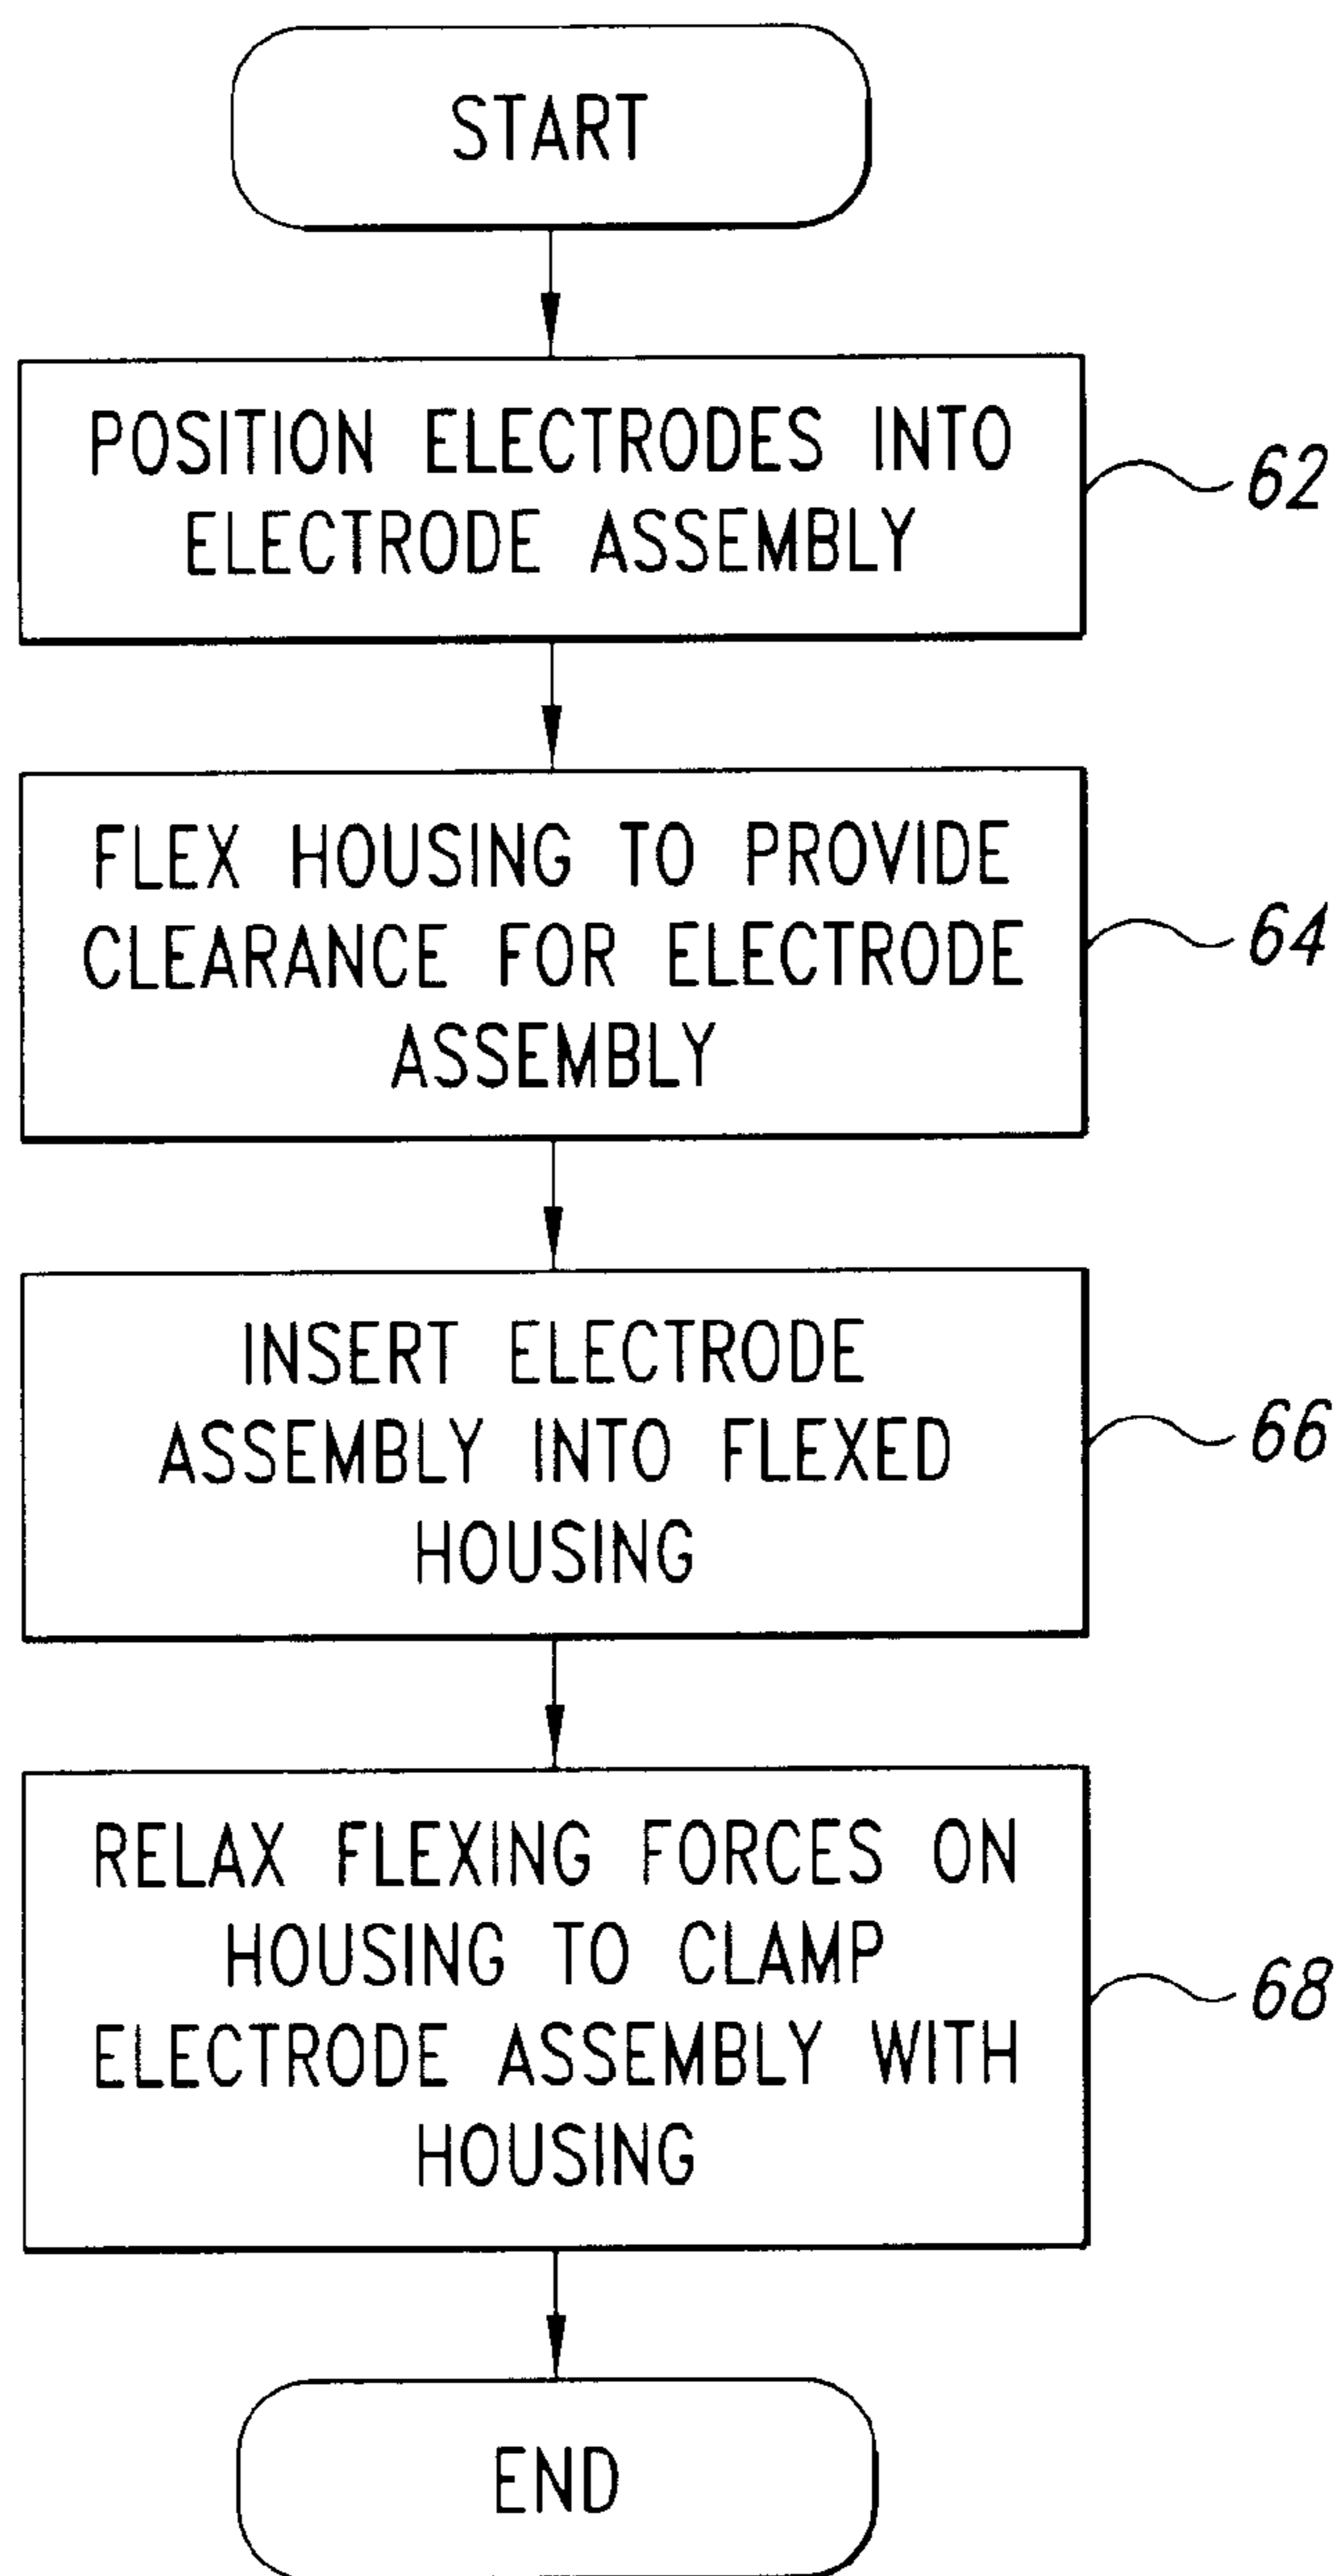 START
POSITION ELECTRODES INTO
ELECTRODE ASSEMBLY
62
FLEX HOUSING TO PROVIDE
CLEARANCE FOR ELECTRODE
ASSEMBLY
64
INSERT ELECTRODE
ASSEMBLY INTO FLEXED
HOUSING
66
RELAX FLEXING FORCES ON
HOUSING TO CLAMP
ELECTRODE ASSEMBLY WITH
HOUSING
68
END